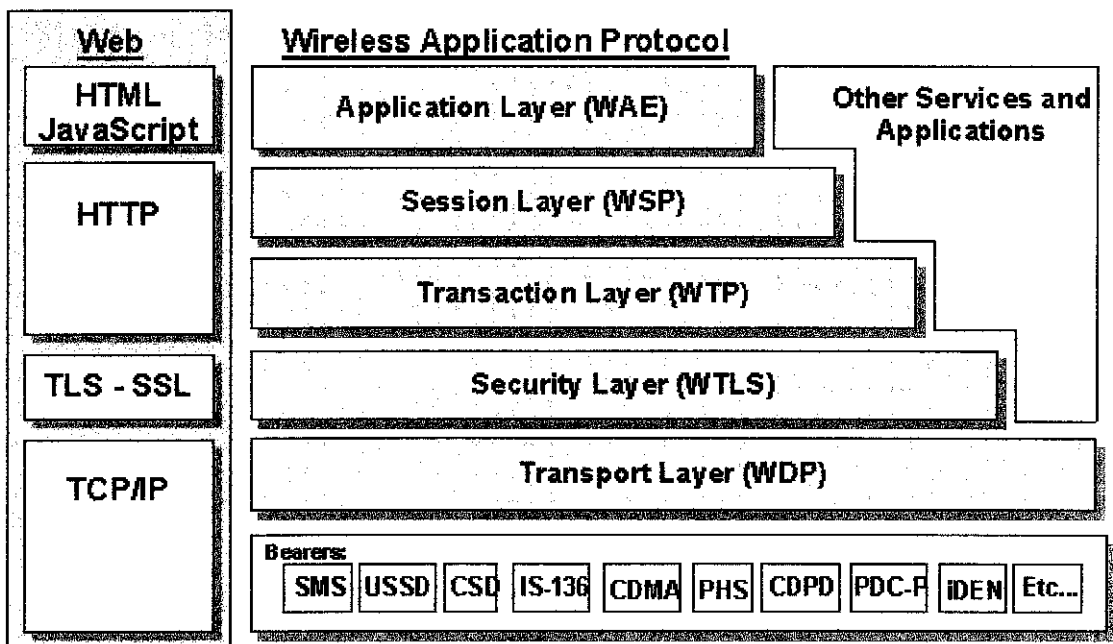 Web
HTML
JavaScript
HTTP
TLS - SSL
TCP/IP
Wireless Application Protocol
Application Layer (WAE)
Other Services and
Applications
Session Layer (WSP)
Transaction Layer (WTP)
Security Layer (WTLS)
Transport Layer (WDP)
Bearers:
SMS USSD CSD IS-136 CDMA PHS CDPD PDC-P iDEN Etc...